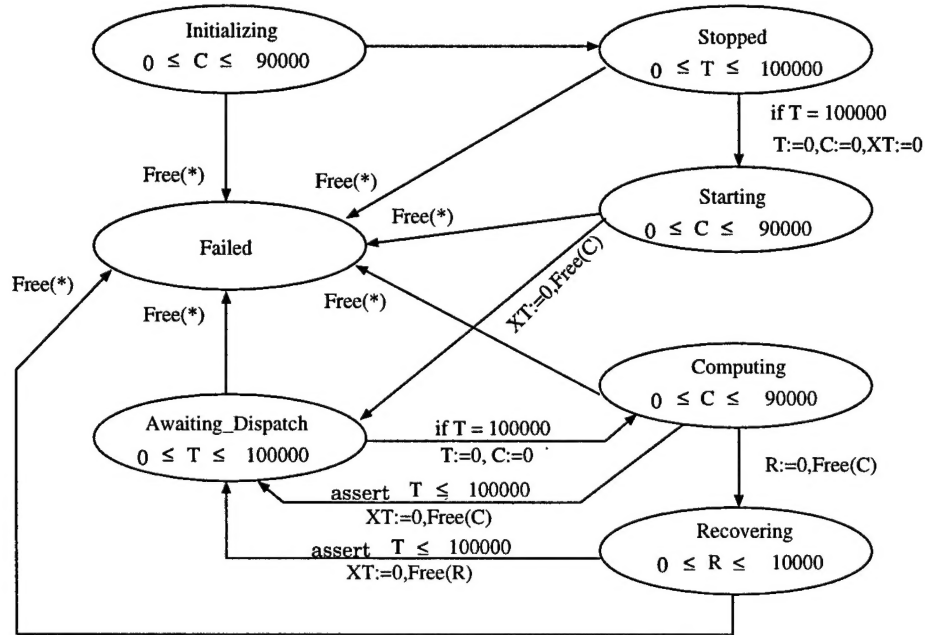 Initializing
0 ≤ C ≤ 90000
Stopped
0 ≤ T ≤ 100000
if T = 100000
T:=0,C:=0,XT:=0
Free(*)
Free(*)
Starting
0 ≤ C ≤ 90000
Free(*)
Failed
Free(*)
Free(*)
Free(*)
XT:=0,Free(C)
Computing
0 ≤ C ≤ 90000
Awaiting_Dispatch
0 ≤ T ≤ 100000
if T = 100000
T:=0, C:=0
R:=0,Free(C)
assert T ≤ 100000
XT:=0,Free(C)
Recovering
0 ≤ R ≤ 10000
assert T ≤ 100000
XT:=0,Free(R)